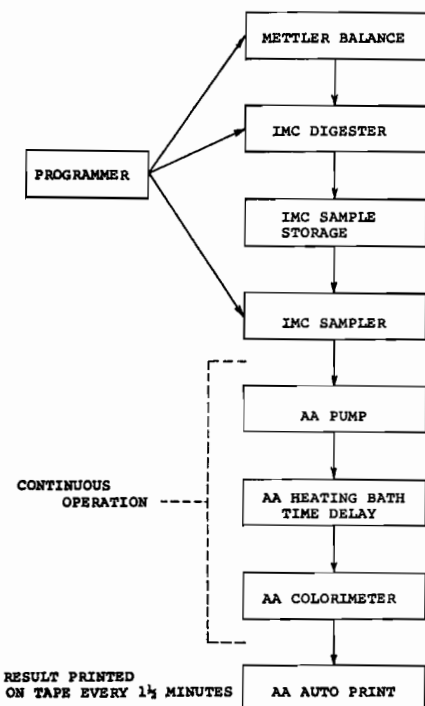 METTLER BALANCE
IMC DIGESTER
PROGRAMMER
IMC SAMPLE
STORAGE
IMC SAMPLER
AA PUMP
CONTINUOUS
OPERATION
AA HEATING BATH
TIME DELAY
AA COLORIMETER
RESULT PRINTED
ON TAPE EVERY 1½ MINUTES
AA AUTO PRINT